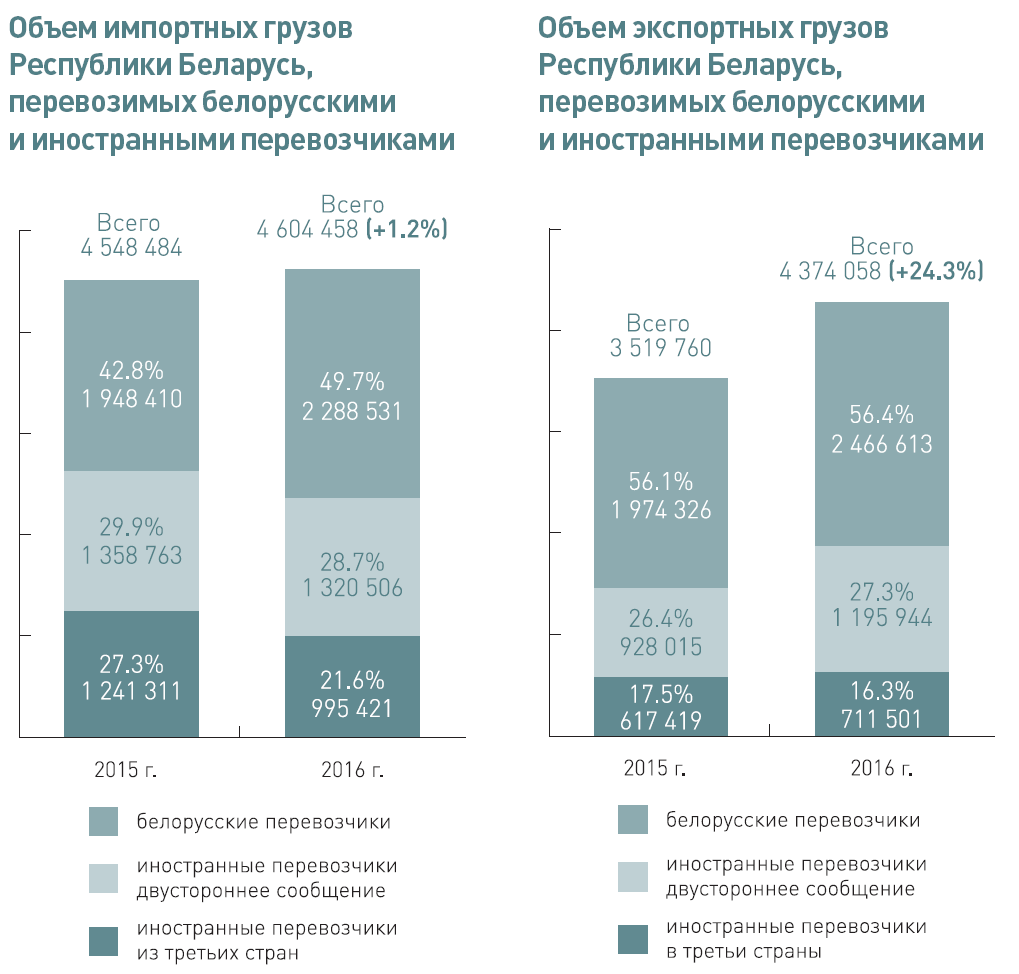 Объем импортных грузов
Республики Беларусь,
перевозимых белорусскими
и иностранными перевозчиками
Всего
4 548 484
Всего
4 604 458 (+1.2%)
42.8%
1 948 410
49.7%
2 288 531
29.9%
1 358 763
28.7%
1 320 506
27.3%
1 241 311
21.6%
995 421
2015 г.
2016 г.
белорусские перевозчики
иностранные перевозчики
двустороннее сообщение
иностранные перевозчики
из третьих стран
Объем экспортных грузов
Республики Беларусь,
перевозимых белорусскими
и иностранными перевозчиками
Всего
3 519 760
Всего
4 374 058 (+24.3%)
56.1%
1 974 326
56.4%
2 466 613
26.4%
928 015
27.3%
1 195 944
17.5%
617 419
16.3%
711 501
2015 г.
2016 г.
белорусские перевозчики
иностранные перевозчики
двустороннее сообщение
иностранные перевозчики
в третьи страны